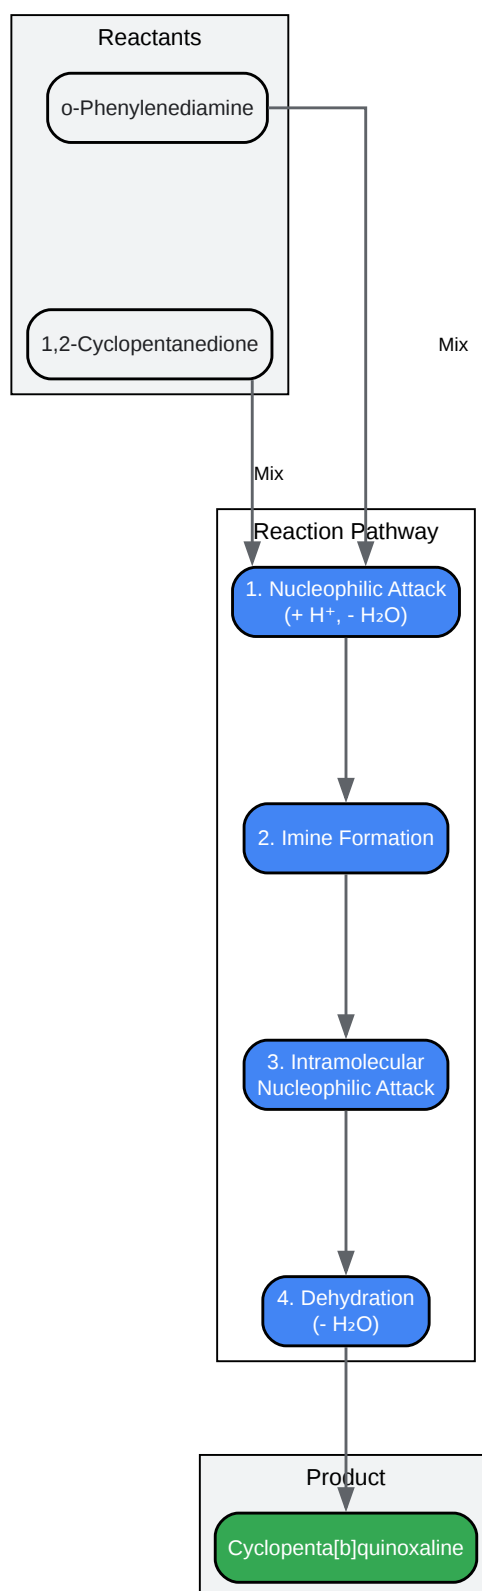 Reactants
o-Phenylenediamine
1,2-Cyclopentanedione
Mix
Mix
Reaction Pathway
1. Nucleophilic Attack
(+ H⁺, - H₂O)
2. Imine Formation
3. Intramolecular
Nucleophilic Attack
4. Dehydration
(- H₂O)
Product
Cyclopenta[b]quinoxaline